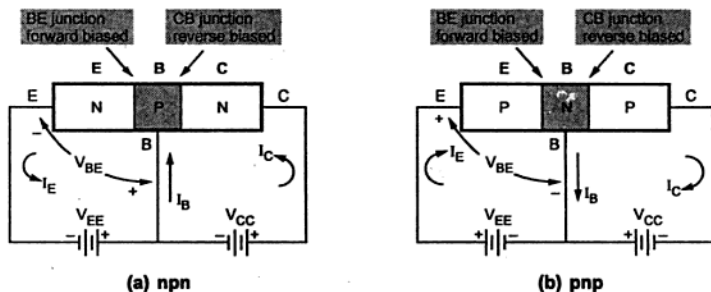 BE junction
forward biased
CB junction
reverse biased
E B C
E N P N C
B
− V_BE +
I_E
I_B
I_C
V_EE
− +
V_CC
− +
(a) npn
BE junction
forward biased
CB junction
reverse biased
E B C
E P N P C
B
+ V_BE −
I_E
I_B
I_C
V_EE
+ −
V_CC
+ −
(b) pnp